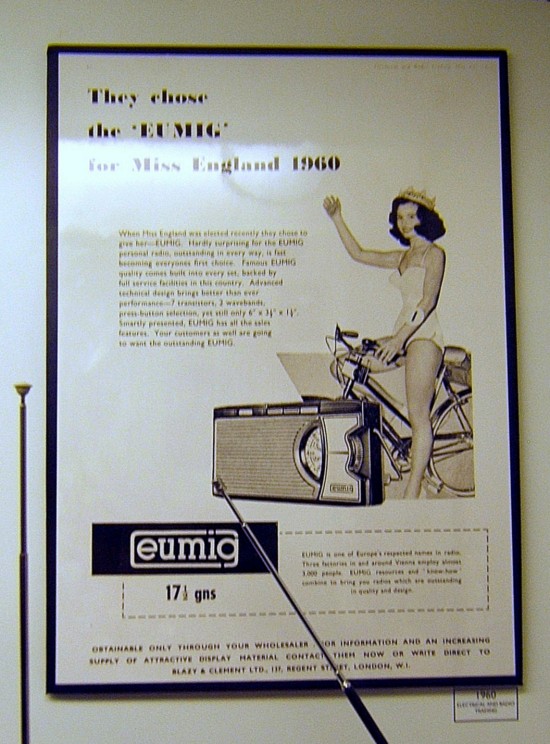 They chose
the 'EUMIG'
for Miss England 1960
When Miss England was elected recently they chose to
give her—EUMIG. Hardly surprising for the EUMIG
personal radio, outstanding in every way, is fast
becoming everyones first choice. Famous EUMIG
quality comes built into every set, backed by
full service facilities in this country. Advanced
technical design brings better than ever
performance—7 transistors, 2 wavebands,
press-button selection, yet still only 6" × 3½" × 1½".
Smartly presented, EUMIG has all the sales
features. Your customers as well are going
to want the outstanding EUMIG.
eumig
eumig
17½ gns
EUMIG is one of Europe's respected names in radio.
Three factories in and around Vienna employ almost
3,000 people. EUMIG resources and "know-how"
combine to bring you radios which are outstanding
in quality and design.
OBTAINABLE ONLY THROUGH YOUR WHOLESALER FOR INFORMATION AND AN INCREASING
SUPPLY OF ATTRACTIVE DISPLAY MATERIAL CONTACT THEM NOW OR WRITE DIRECT TO
BLAZY & CLEMENT LTD., 137, REGENT STREET, LONDON, W.1.
1960
ELECTRICAL AND RADIO
TRADING